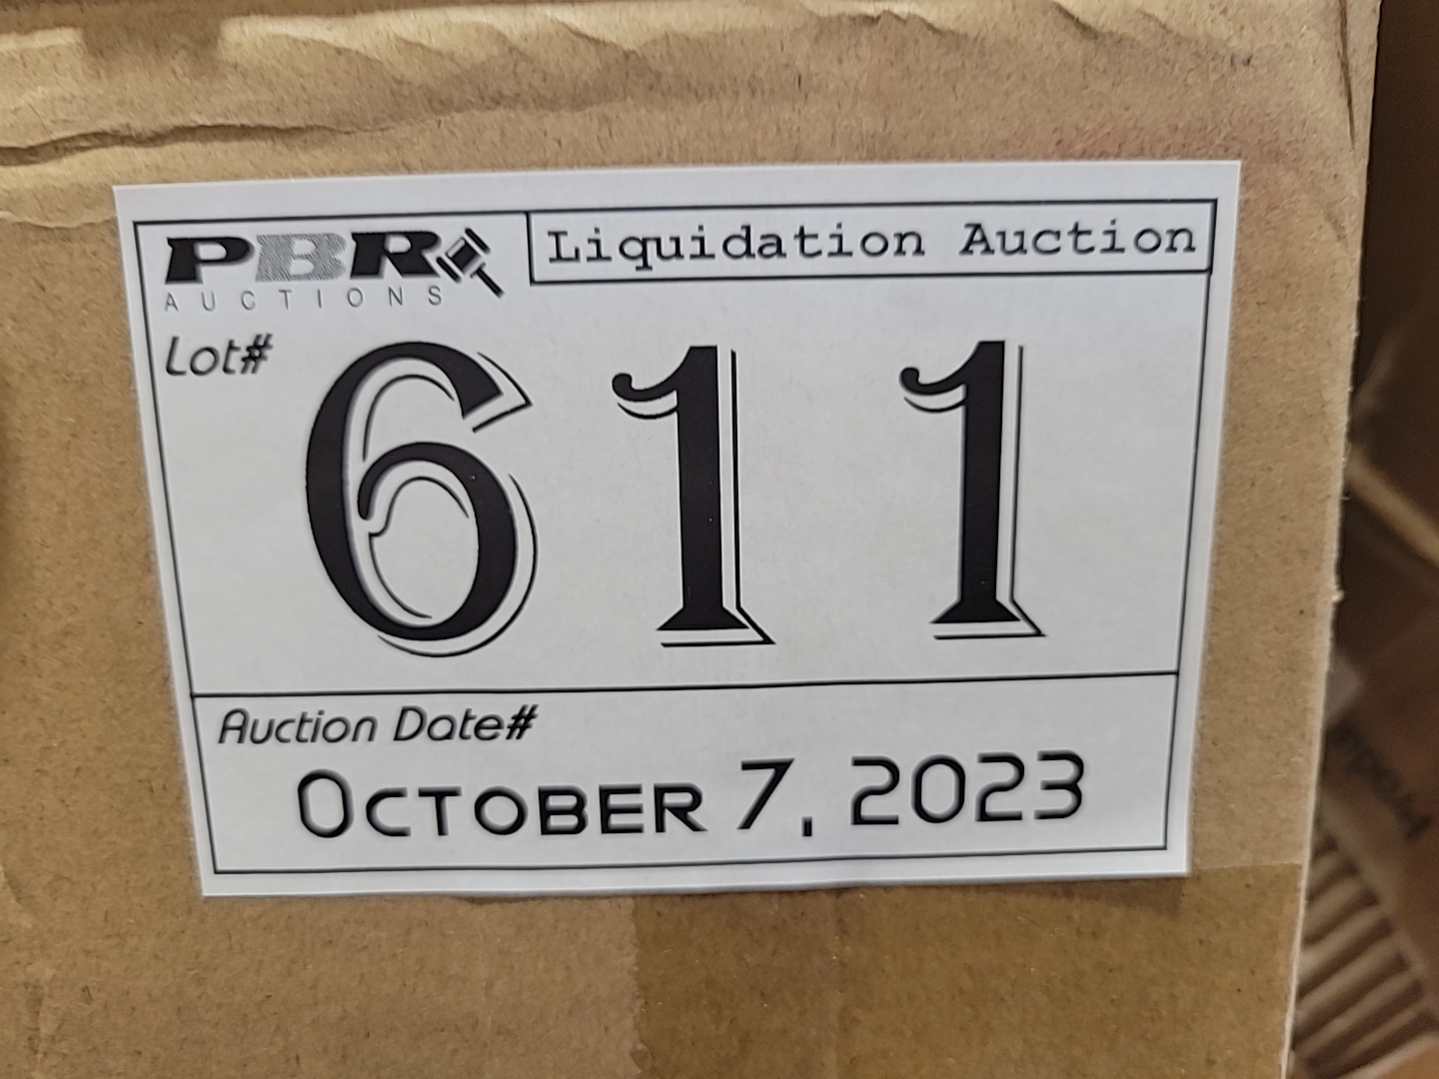 PBR
AUCTIONS
Liquidation Auction
Lot#
611
Auction Date#
OCTOBER 7, 2023